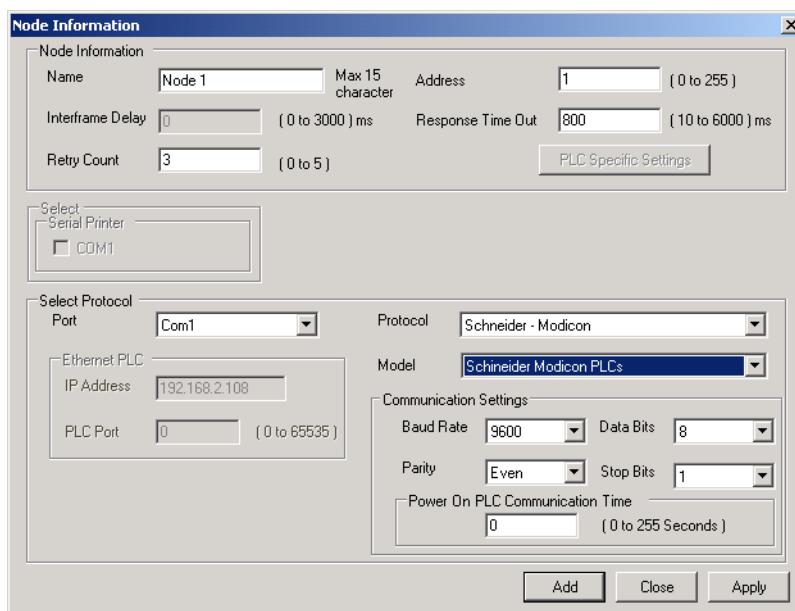 Node Information
Node Information
Name
Node 1
Max 15
character
Address
1
( 0 to 255 )
Interframe Delay
0
( 0 to 3000 ) ms
Response Time Out
800
( 10 to 6000 ) ms
Retry Count
3
( 0 to 5 )
PLC Specific Settings
Select
Serial Printer
COM1
Select Protocol
Port
Com1
Protocol
Schneider - Modicon
Ethernet PLC
IP Address
192.168.2.108
PLC Port
0
( 0 to 65535 )
Model
Schineider Modicon PLCs
Communication Settings
Baud Rate
9600
Data Bits
8
Parity
Even
Stop Bits
1
Power On PLC Communication Time
0
( 0 to 255 Seconds )
Add
Close
Apply